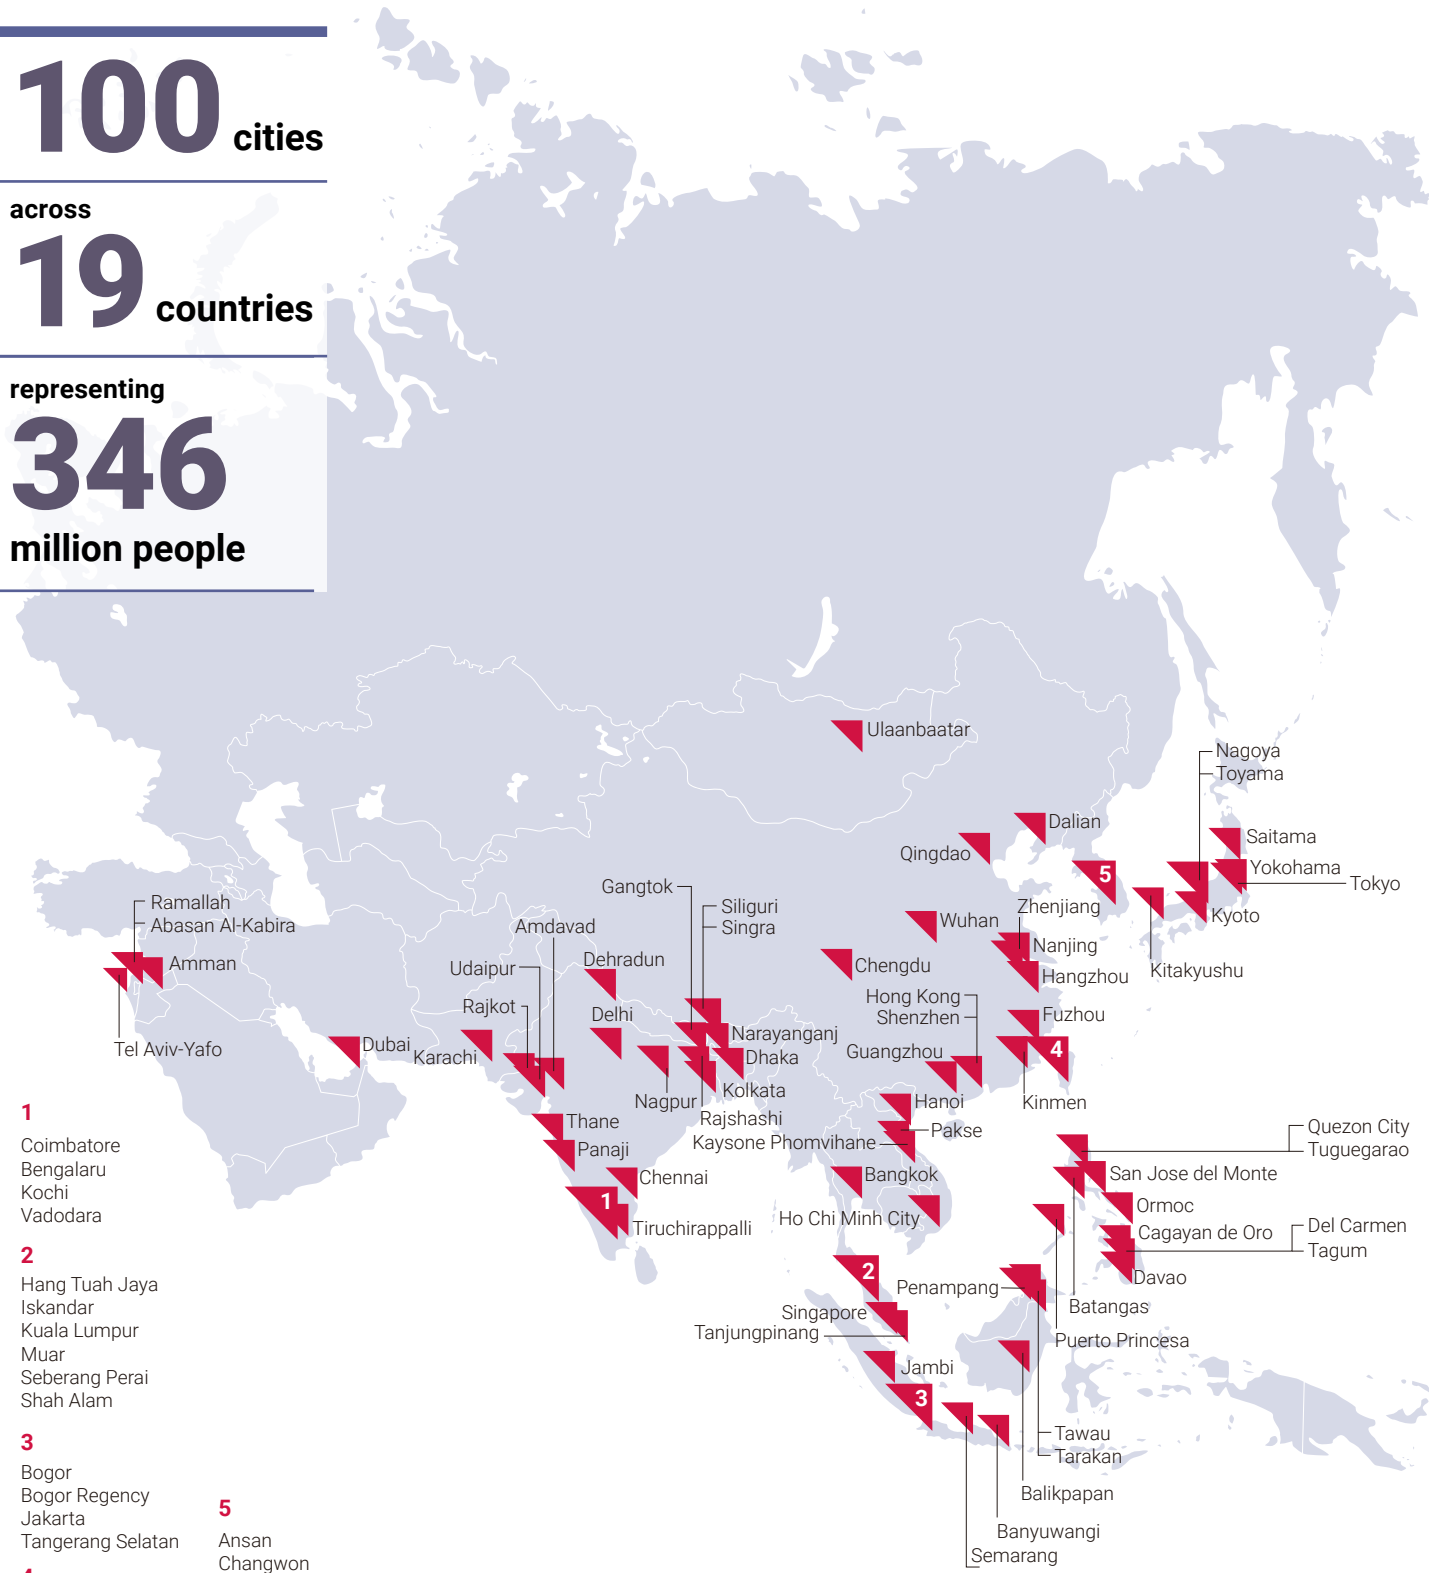 100 cities
across
19 countries
representing
346
million people
Ulaanbaatar
Nagoya
Toyama
Dalian
Saitama
Qingdao
Yokohama
5
Tokyo
Gangtok
Ramallah
Siliguri
Zhenjiang
Kyoto
Abasan Al-Kabira
Amdavad
Singra
Wuhan
Nanjing
Amman
Udaipur
Dehradun
Chengdu
Hangzhou
Kitakyushu
Rajkot
Delhi
Hong Kong
Shenzhen
Fuzhou
Tel Aviv-Yafo
Dubai
Karachi
Narayanganj
Dhaka
Guangzhou
4
Nagpur
Kolkata
Hanoi
Kinmen
Rajshashi
Thane
Kaysone Phomvihane
Pakse
Quezon City
Tuguegarao
Panaji
Chennai
Bangkok
San Jose del Monte
1
Ormoc
Tiruchirappalli
Ho Chi Minh City
Cagayan de Oro
Del Carmen
Tagum
2
Penampang
Davao
Singapore
Batangas
Tanjungpinang
Puerto Princesa
Jambi
3
Tawau
Tarakan
Balikpapan
Banyuwangi
Semarang
1
Coimbatore
Bengalaru
Kochi
Vadodara
2
Hang Tuah Jaya
Iskandar
Kuala Lumpur
Muar
Seberang Perai
Shah Alam
3
Bogor
Bogor Regency
Jakarta
Tangerang Selatan
5
Ansan
Changwon